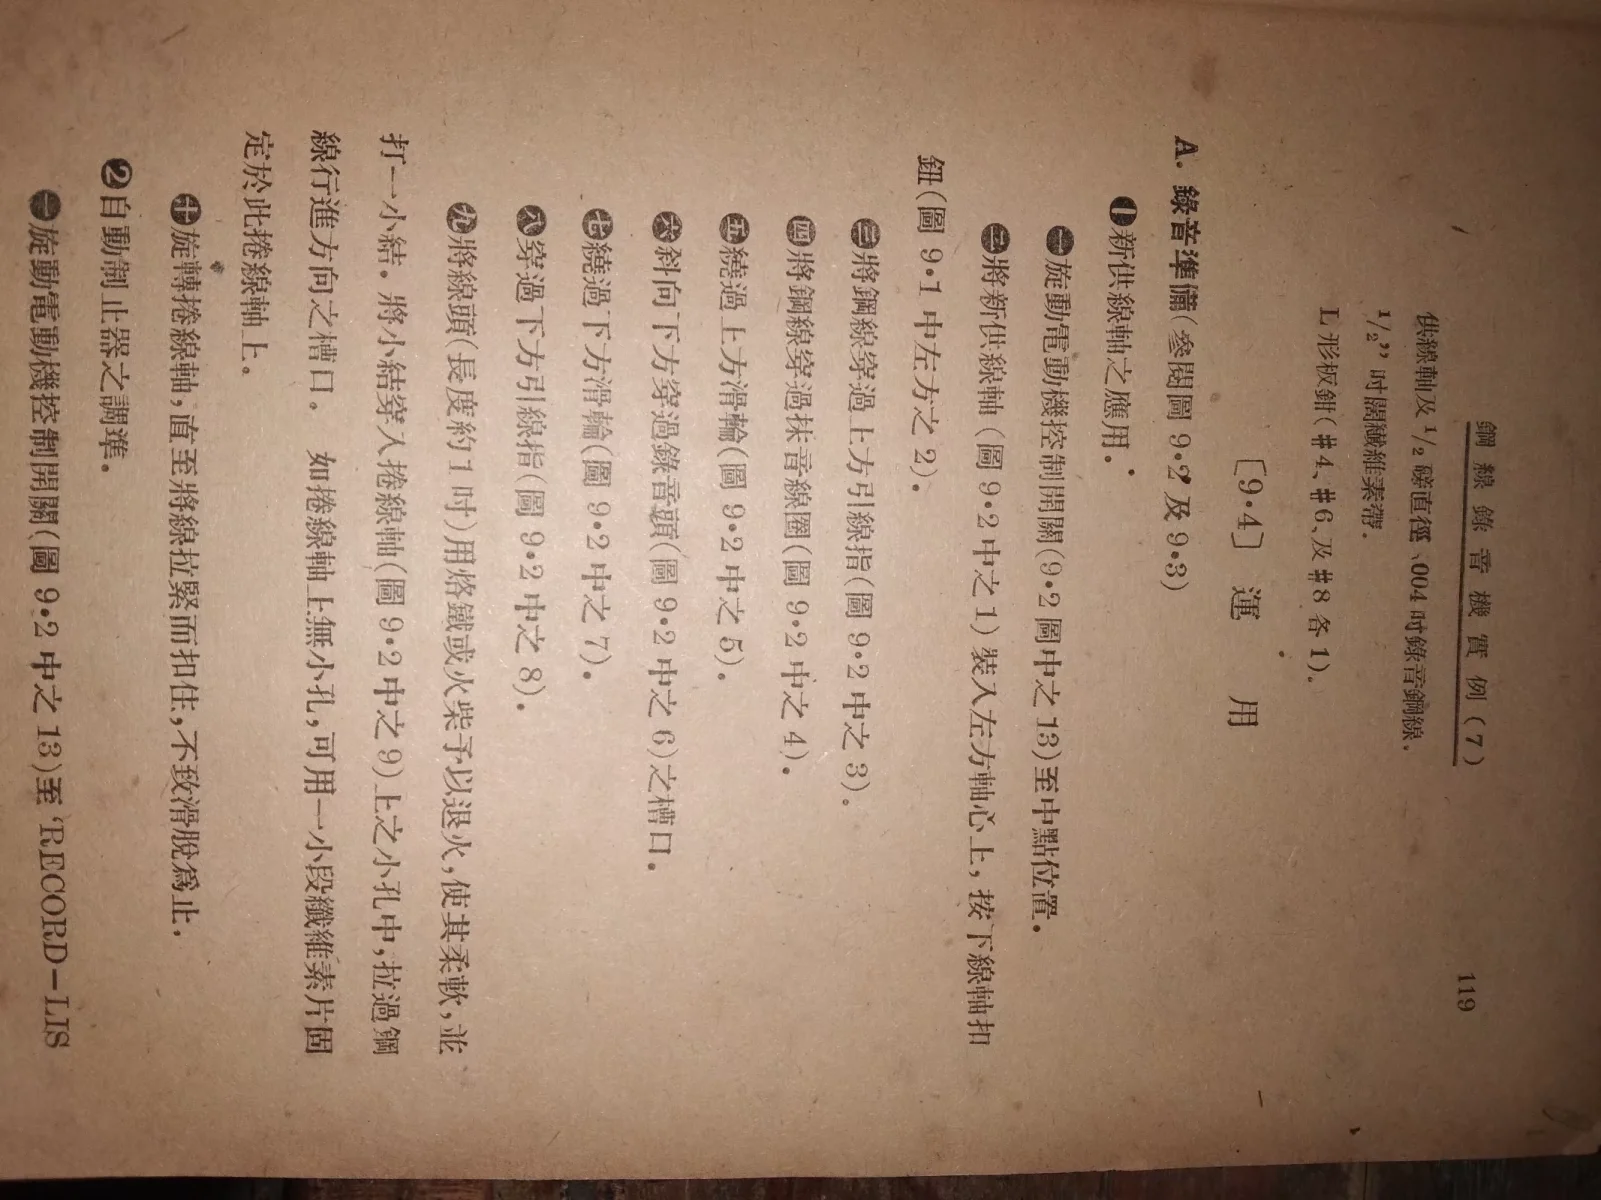 鋼線錄音機實例(7) 119
供線軸及 1/2 磅直徑 .004 吋錄音鋼線.
1/2” 吋闊纖維素帶.
L 形板鉗(#4、#6、及#8各1)。
〔9·4〕 運用
A. 錄音準備(參閱圖 9·2 及 9·3)
❶新供線軸之應用.
㊀旋動電動機控制開關(9·2圖中之13)至中點位置.
㊁將新供線軸(圖 9·2 中之1)裝入左方軸心上,按下線軸扣
鈕(圖 9·1 中左方之 2).
㊂將鋼線穿過上方引線指(圖 9·2 中之 3).
㊃將鋼線穿過抹音線圈(圖 9·2 中之 4).
㊄繞過上方滑輪(圖 9·2 中之 5).
㊅斜向下方穿過錄音頭(圖 9·2 中之 6)之槽口.
㊆繞過下方滑輪(圖 9·2 中之 7).
㊇穿過下方引線指(圖 9·2 中之 8).
㊈將線頭(長度約1吋)用烙鐵或火柴予以退火,使其柔軟,並
打一小結.將小結穿入捲線軸(圖 9·2 中之 9)上之小孔中,拉過鋼
線行進方向之槽口. 如捲線軸上無小孔,可用一小段纖維素片固
定於此捲線軸上.
㊉旋轉捲線軸,直至將線拉緊而扣住,不致滑脫爲止.
❷自動制止器之調準.
㊀旋動電動機控制開關(圖 9·2 中之 13)至‘RECORD-LIS